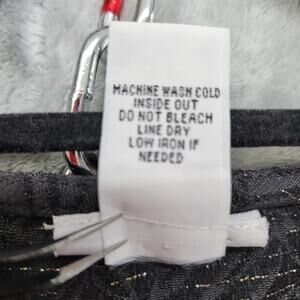 MACHINE WASH COLD
INSIDE OUT
DO NOT BLEACH
LINE DRY
LOW IRON IF
NEEDED